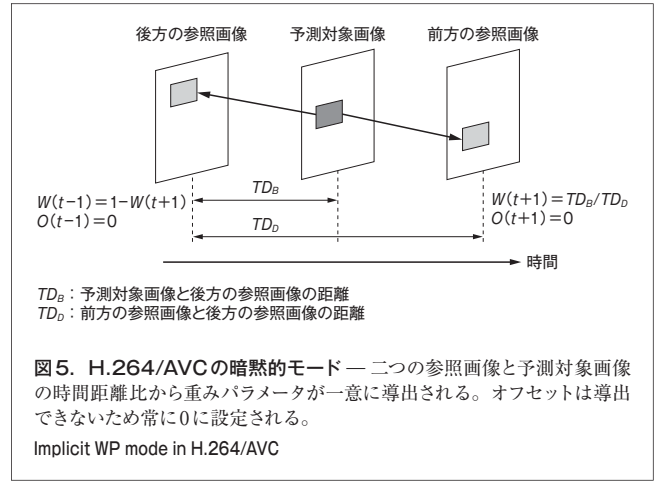 後方の参照画像 予測対象画像 前方の参照画像
TD_B
W(t−1)=1−W(t+1)
O(t−1)=0
W(t+1)=TD_B/TD_D
O(t+1)=0
TD_D
時間
TD_B：予測対象画像と後方の参照画像の距離
TD_D：前方の参照画像と後方の参照画像の距離
図5. H.264/AVCの暗黙的モード — 二つの参照画像と予測対象画像
の時間距離比から重みパラメータが一意に導出される。オフセットは導出
できないため常に0に設定される。
Implicit WP mode in H.264/AVC